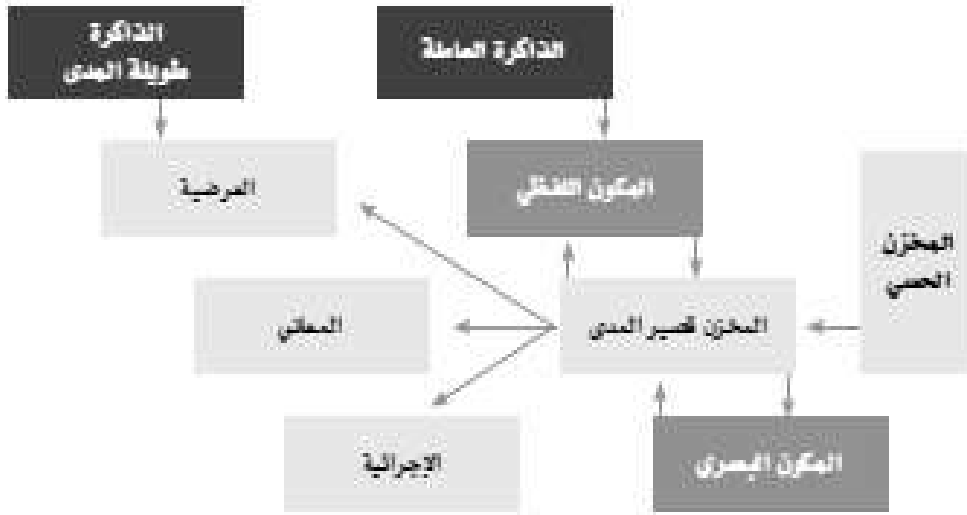 الذاكرة العاملة
الذاكرة
طويلة المدى
المكون اللفظي
العرضية
المخزن
الحسي
المخزن قصير المدى
المعاني
المكون البصري
الإجرائية